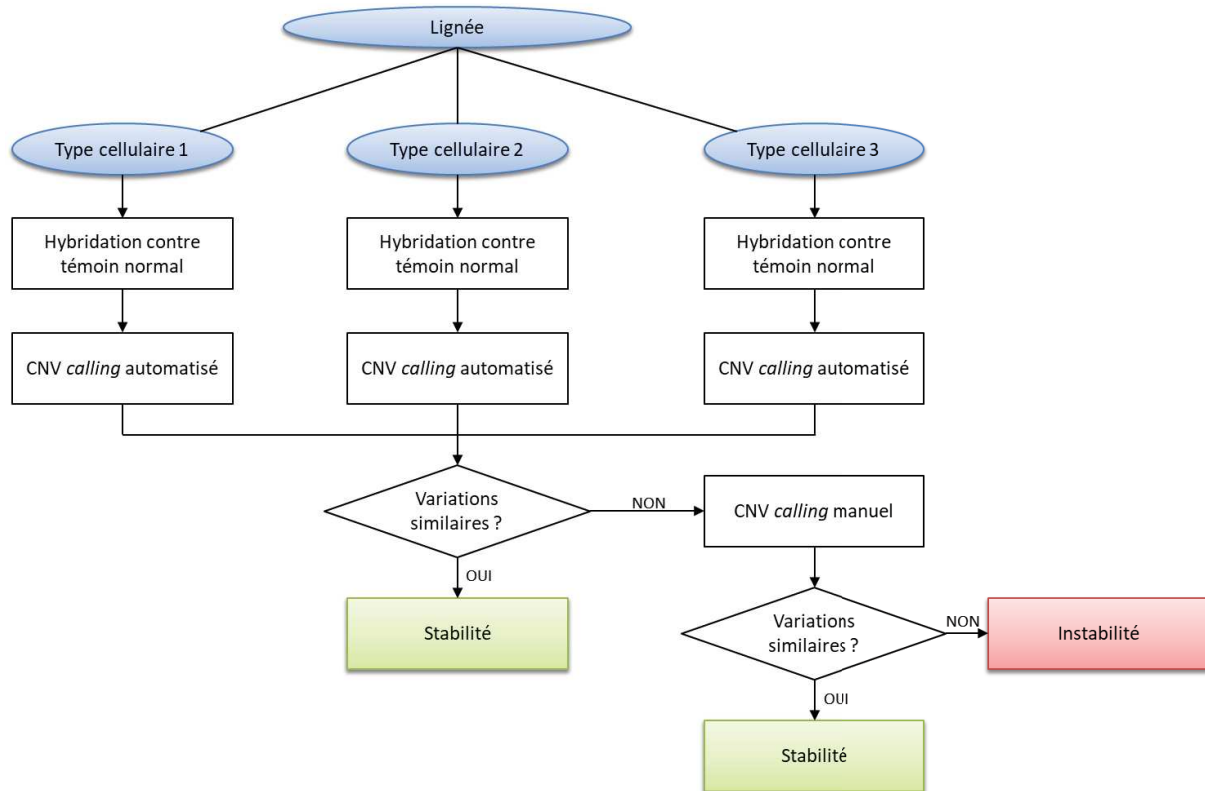 Lignée
Type cellulaire 1
Type cellulaire 2
Type cellulaire 3
Hybridation contre
témoin normal
Hybridation contre
témoin normal
Hybridation contre
témoin normal
CNV calling automatisé
CNV calling automatisé
CNV calling automatisé
Variations
similaires ?
NON
CNV calling manuel
OUI
Stabilité
Variations
similaires ?
NON
Instabilité
OUI
Stabilité